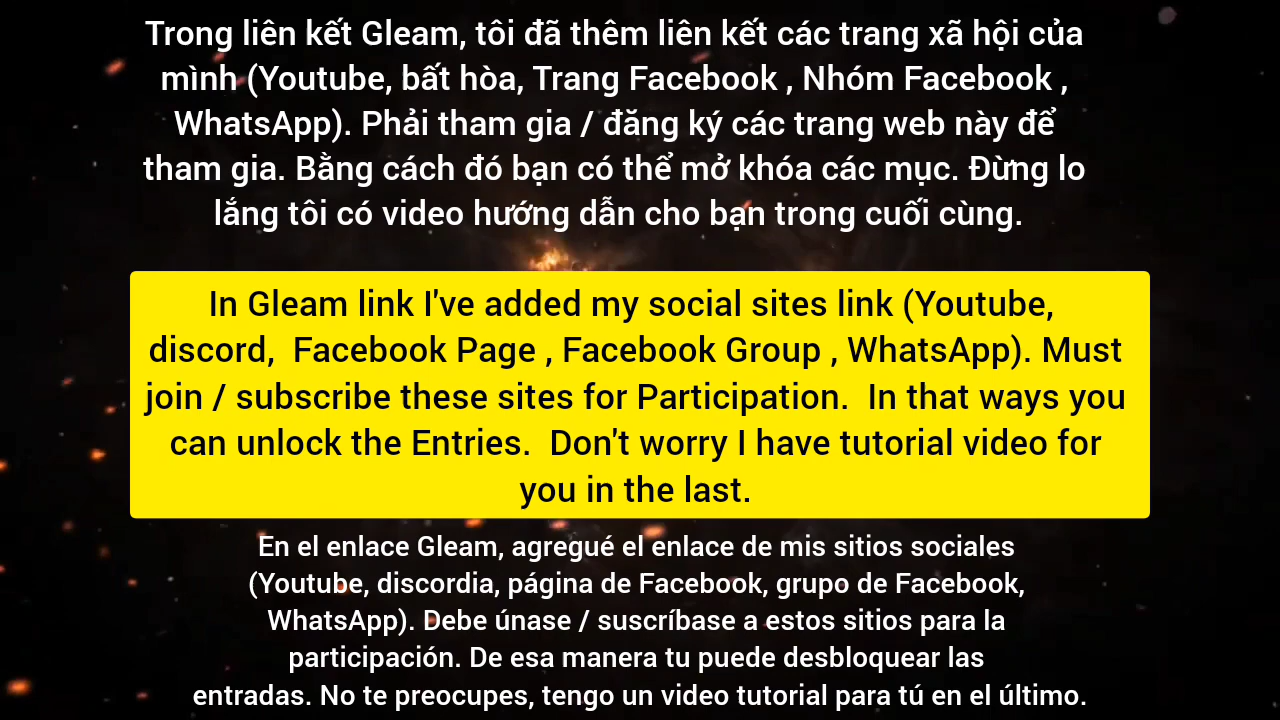 Trong liên kết Gleam, tôi đã thêm liên kết các trang xã hội của
mình (Youtube, bất hòa, Trang Facebook , Nhóm Facebook ,
WhatsApp). Phải tham gia / đăng ký các trang web này để
tham gia. Bằng cách đó bạn có thể mở khóa các mục. Đừng lo
lắng tôi có video hướng dẫn cho bạn trong cuối cùng.
In Gleam link I've added my social sites link (Youtube,
discord,  Facebook Page , Facebook Group , WhatsApp). Must
join / subscribe these sites for Participation.  In that ways you
can unlock the Entries.  Don't worry I have tutorial video for
you in the last.
En el enlace Gleam, agregué el enlace de mis sitios sociales
(Youtube, discordia, página de Facebook, grupo de Facebook,
WhatsApp). Debe únase / suscríbase a estos sitios para la
participación. De esa manera tu puede desbloquear las
entradas. No te preocupes, tengo un video tutorial para tú en el último.